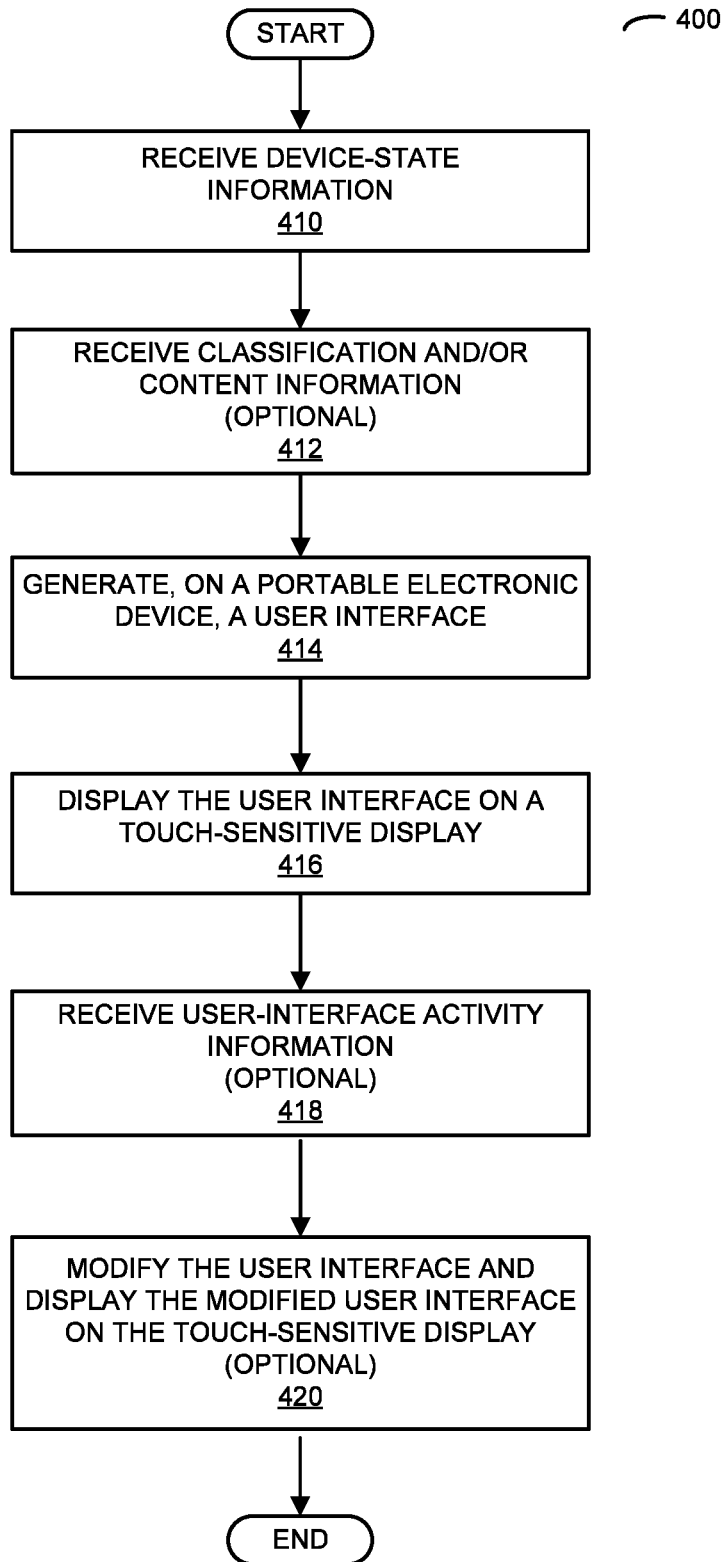 START
400
RECEIVE DEVICE-STATE
INFORMATION
410
RECEIVE CLASSIFICATION AND/OR
CONTENT INFORMATION
(OPTIONAL)
412
GENERATE, ON A PORTABLE ELECTRONIC
DEVICE, A USER INTERFACE
414
DISPLAY THE USER INTERFACE ON A
TOUCH-SENSITIVE DISPLAY
416
RECEIVE USER-INTERFACE ACTIVITY
INFORMATION
(OPTIONAL)
418
MODIFY THE USER INTERFACE AND
DISPLAY THE MODIFIED USER INTERFACE
ON THE TOUCH-SENSITIVE DISPLAY
(OPTIONAL)
420
END